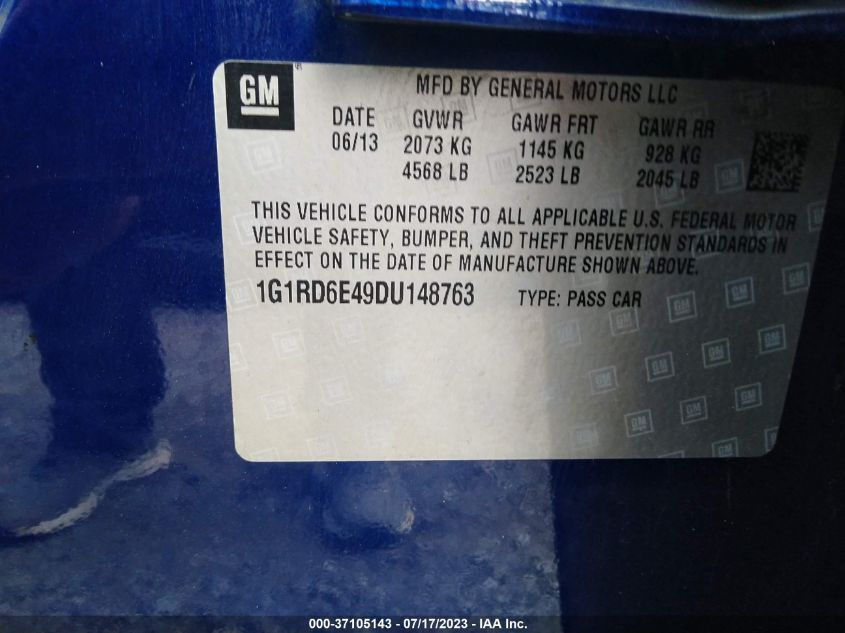 GM ® MFD BY GENERAL MOTORS LLC
DATE GVWR GAWR FRT GAWR RR
06/13 2073 KG 1145 KG 928 KG
4568 LB 2523 LB 2045 LB
THIS VEHICLE CONFORMS TO ALL APPLICABLE U.S. FEDERAL MOTOR
VEHICLE SAFETY, BUMPER, AND THEFT PREVENTION STANDARDS IN
EFFECT ON THE DATE OF MANUFACTURE SHOWN ABOVE.
1G1RD6E49DU148763 TYPE: PASS CAR
000-37105143 - 07/17/2023 - IAA Inc.